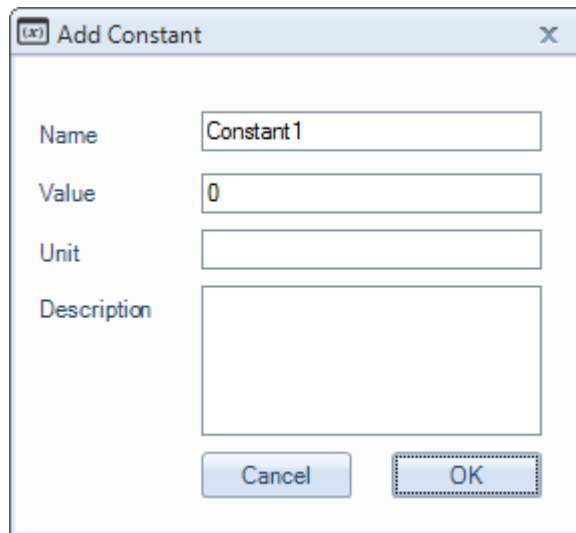 (x) Add Constant x
Name Constant1
Value 0
Unit
Description
Cancel OK